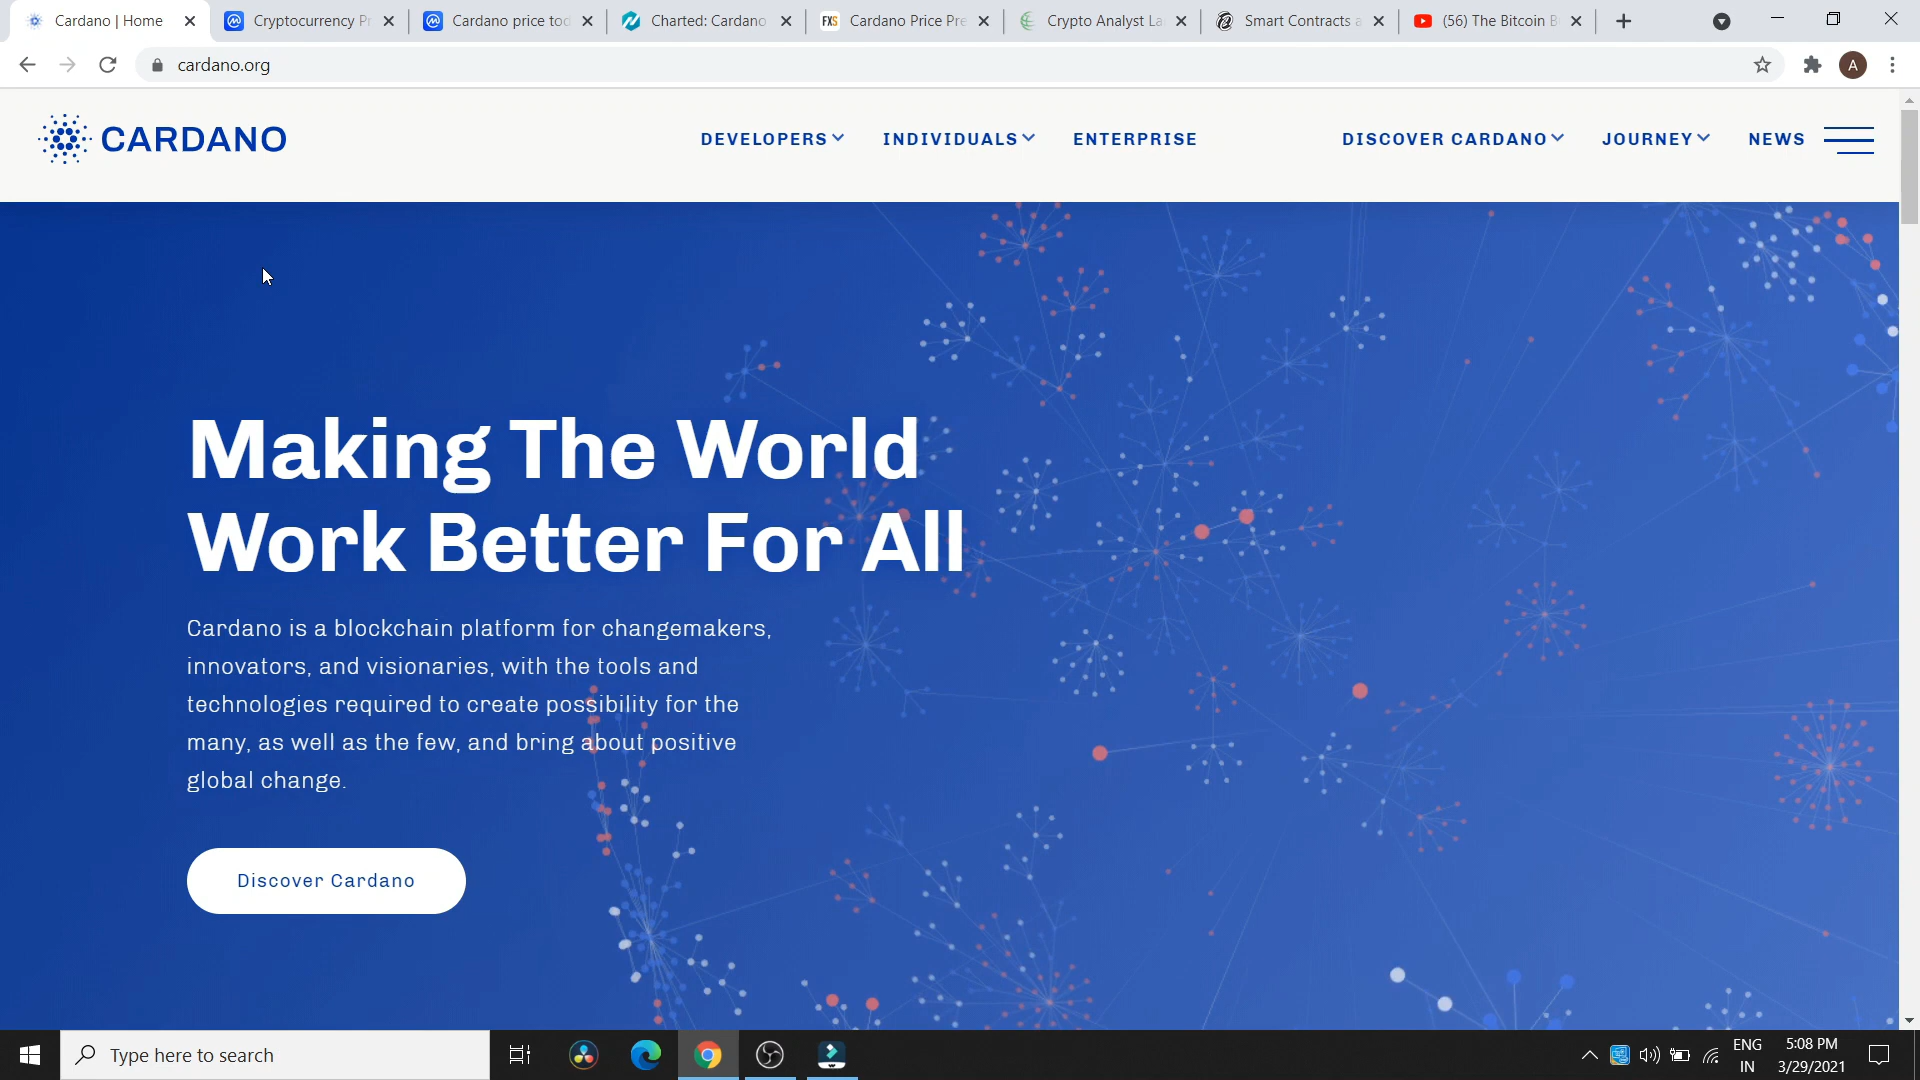 Cardano | Home
Cryptocurrency Pr
Cardano price tod
Charted: Cardano
FXS
Cardano Price Pre
Crypto Analyst La
Smart Contracts a
(56) The Bitcoin B
cardano.org
A
CARDANO
DEVELOPERS
INDIVIDUALS
ENTERPRISE
DISCOVER CARDANO
JOURNEY
NEWS
Making The World
Work Better For All
Cardano is a blockchain platform for changemakers,
innovators, and visionaries, with the tools and
technologies required to create possibility for the
many, as well as the few, and bring about positive
global change.
Discover Cardano
Type here to search
ENG
IN
5:08 PM
3/29/2021